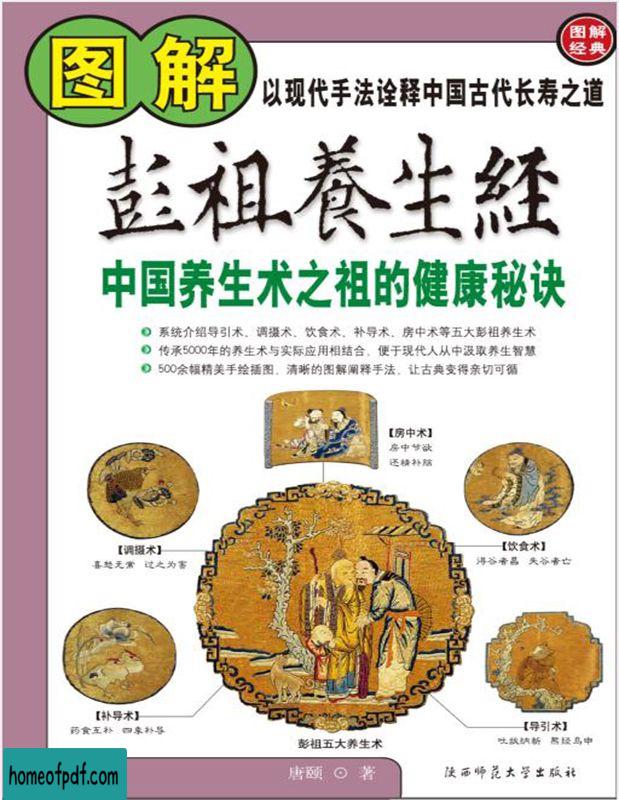 图解
图解
经典
以现代手法诠释中国古代长寿之道
彭祖養生經
中国养生术之祖的健康秘诀
系统介绍导引术、调摄术、饮食术、补导术、房中术等五大彭祖养生术
传承5000年的养生术与实际应用相结合，便于现代人从中汲取养生智慧
500余幅精美手绘插图，清晰的图解阐释手法，让古典变得亲切可循
【房中术】
房中节欲
还精补脑
【调摄术】
喜怒无常 过之为害
【饮食术】
得谷者昌 失谷者亡
【补导术】
药食互补 四季补导
【导引术】
吐故纳新 熊经鸟申
彭祖五大养生术
唐颐 ⊙ 著
陕西师范大学出版社
homeofpdf.com